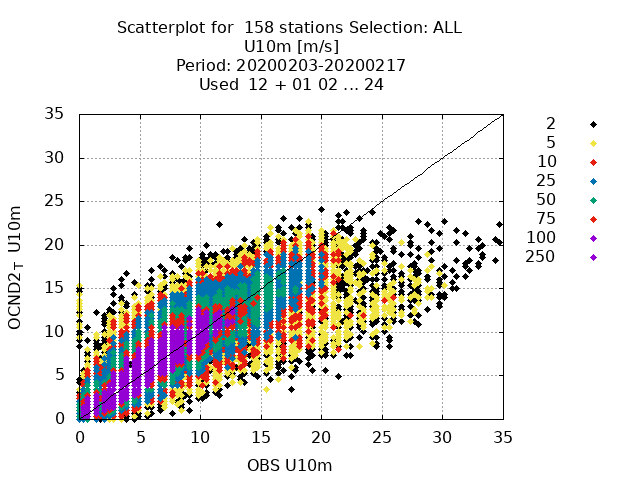 Scatterplot for  158 stations Selection: ALL
U10m [m/s]
Period: 20200203-20200217
Used  12 + 01 02 ... 24
35
30
25
20
15
10
5
0
OCND2_T  U10m
0 5 10 15 20 25 30 35
OBS U10m
2
5
10
25
50
75
100
250